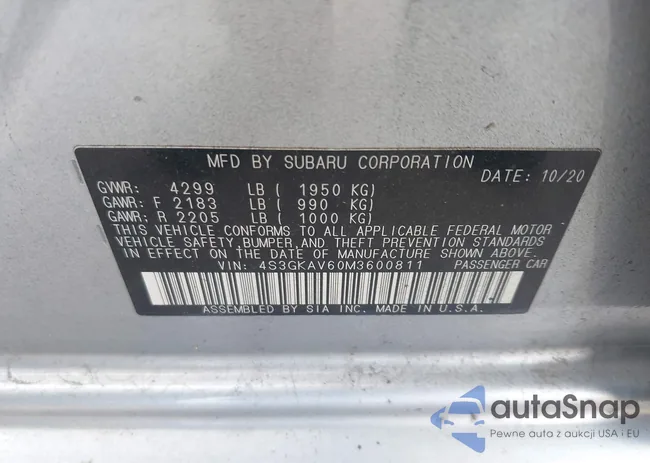 MFD BY SUBARU CORPORATION
DATE: 10/20
GVWR: 4299 LB ( 1950 KG)
GAWR: F 2183 LB ( 990 KG)
GAWR: R 2205 LB ( 1000 KG)
THIS VEHICLE CONFORMS TO ALL APPLICABLE FEDERAL MOTOR
VEHICLE SAFETY, BUMPER, AND THEFT PREVENTION STANDARDS
IN EFFECT ON THE DATE OF MANUFACTURE SHOWN ABOVE.
VIN: 4S3GKAV60M3600811 PASSENGER CAR
ASSEMBLED BY SIA INC. MADE IN U.S.A.
autaSnap
Pewne auta z aukcji USA i EU